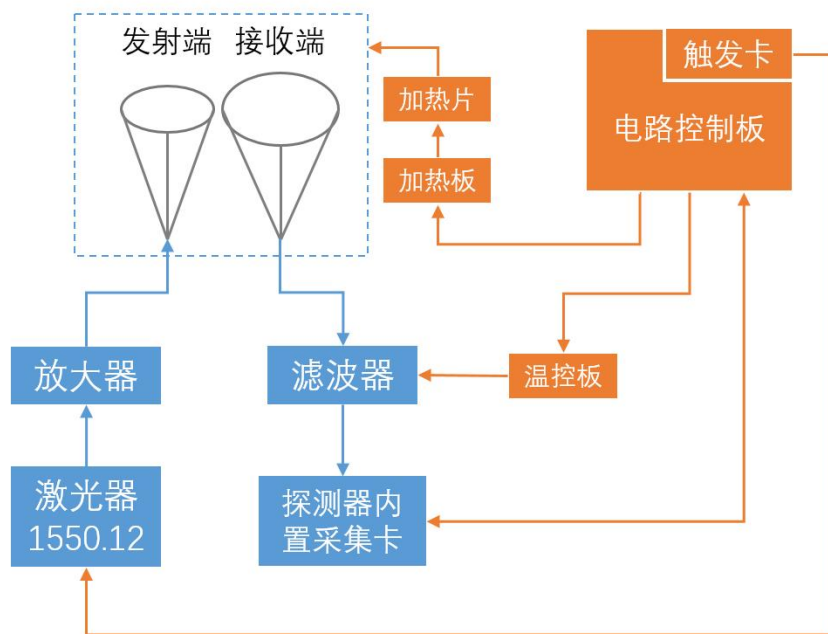 发射端 接收端
触发卡
加热片
电路控制板
加热板
放大器
滤波器
温控板
激光器
1550.12
探测器内
置采集卡